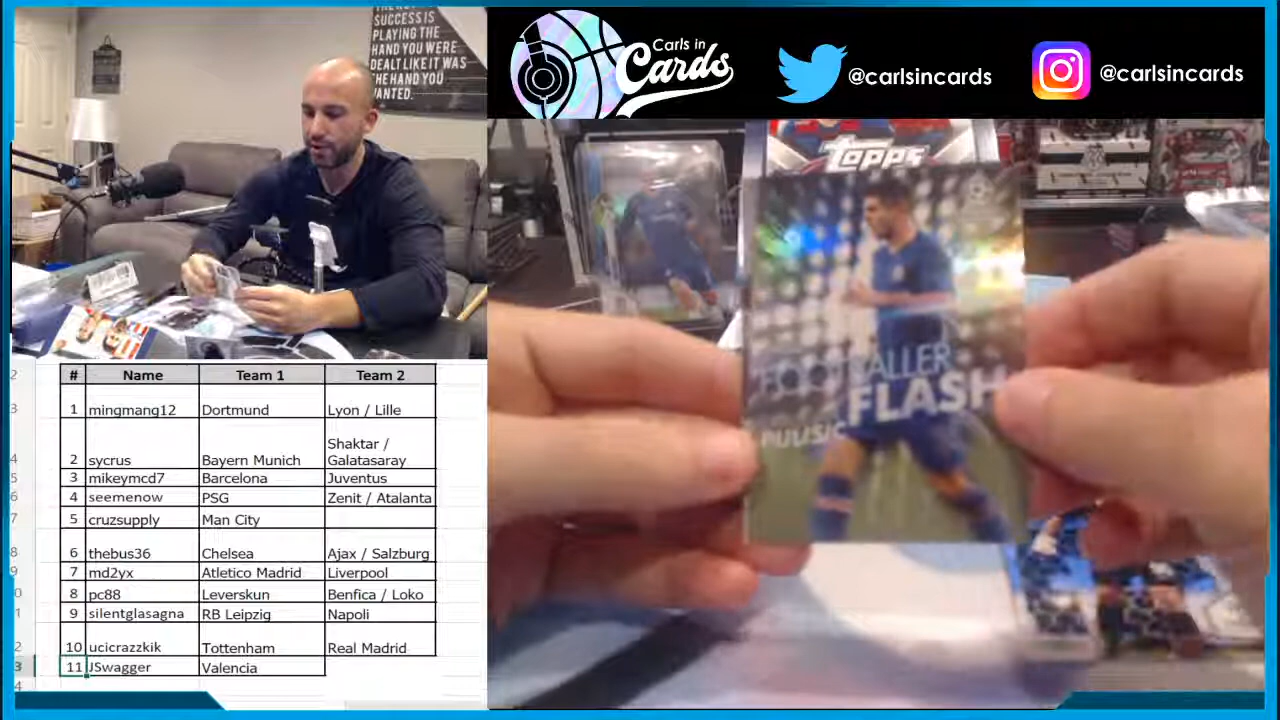 SUCCESS IS
PLAYING THE
HAND YOU WERE
DEALT LIKE IT WAS
THE HAND YOU
WANTED.
Carls in
Cards
@carlsincards
@carlsincards
Topps
FOOTBALLER
FLASH
PULISIC
# Name Team 1 Team 2
1 mingmang12 Dortmund Lyon / Lille
2 sycrus Bayern Munich Shaktar / Galatasaray
3 mikeymcd7 Barcelona Juventus
4 seemenow PSG Zenit / Atalanta
5 cruzsupply Man City
6 thebus36 Chelsea Ajax / Salzburg
7 md2yx Atletico Madrid Liverpool
8 pc88 Leverskun Benfica / Loko
9 silentglasagna RB Leipzig Napoli
10 ucicrazzkik Tottenham Real Madrid
11 JSwagger Valencia